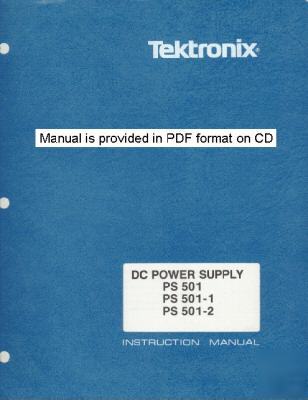 Tektronix®
Manual is provided in PDF format on CD
DC POWER SUPPLY
PS 501
PS 501-1
PS 501-2
INSTRUCTION MANUAL